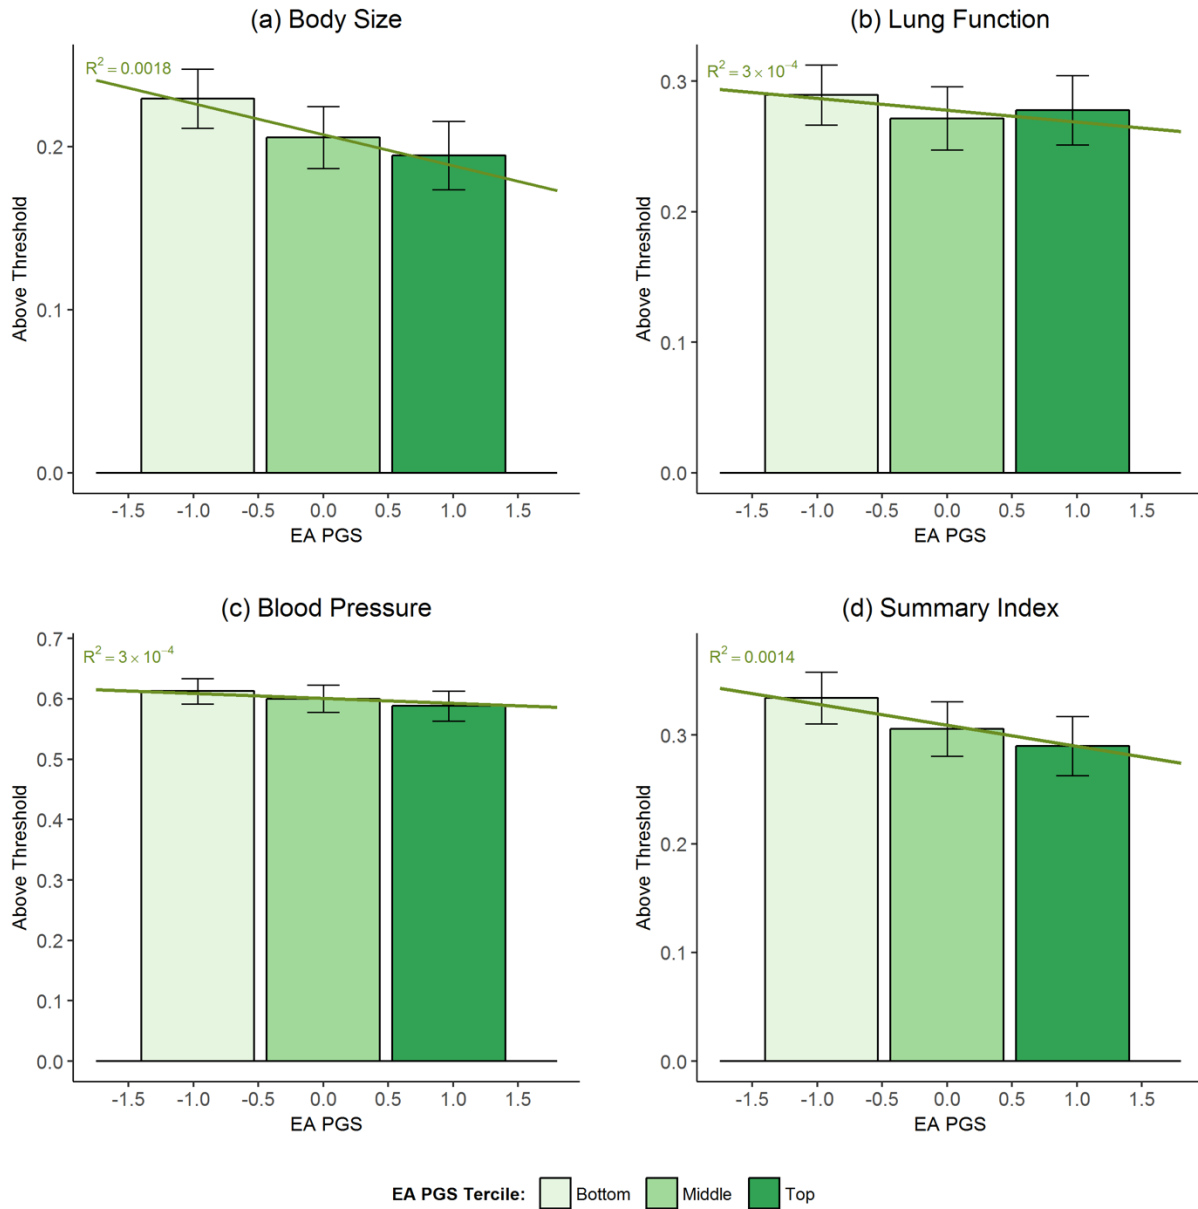 (a) Body Size
R² = 0.0018
0.2
0.1
0.0
Above Threshold
-1.5 -1.0 -0.5 0.0 0.5 1.0 1.5
EA PGS
(b) Lung Function
R² = 3 × 10⁻⁴
0.3
0.2
0.1
0.0
Above Threshold
-1.5 -1.0 -0.5 0.0 0.5 1.0 1.5
EA PGS
(c) Blood Pressure
0.7
R² = 3 × 10⁻⁴
0.6
0.5
0.4
0.3
0.2
0.1
0.0
Above Threshold
-1.5 -1.0 -0.5 0.0 0.5 1.0 1.5
EA PGS
(d) Summary Index
R² = 0.0014
0.3
0.2
0.1
0.0
Above Threshold
-1.5 -1.0 -0.5 0.0 0.5 1.0 1.5
EA PGS
EA PGS Tercile: Bottom Middle Top